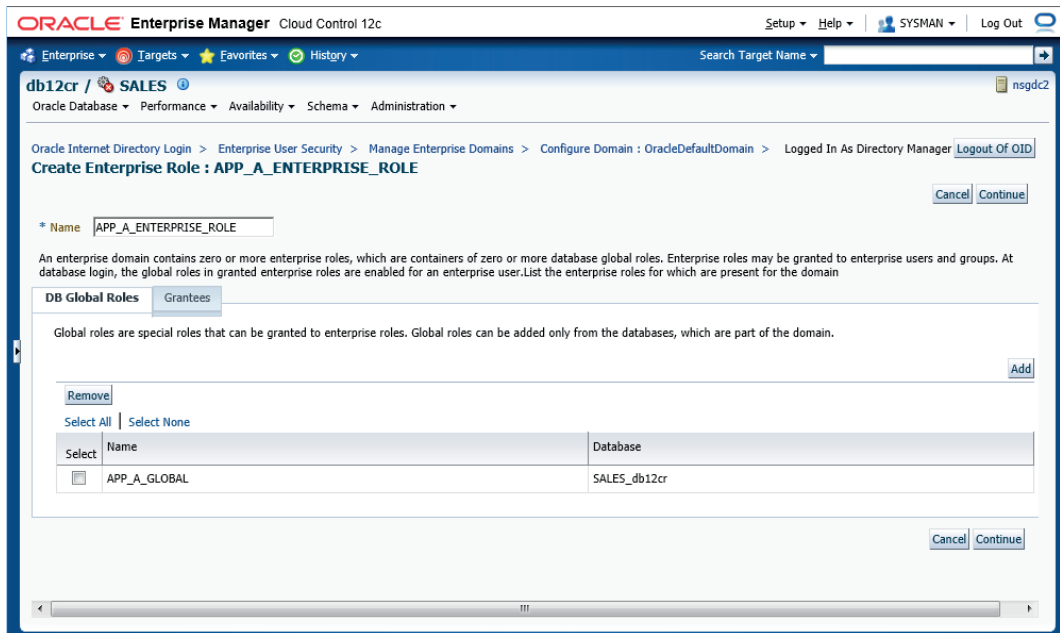 ORACLE Enterprise Manager Cloud Control 12c
Setup Help SYSMAN Log Out
Enterprise Targets Favorites History Search Target Name
db12cr / SALES nsgdc2
Oracle Database Performance Availability Schema Administration
Oracle Internet Directory Login > Enterprise User Security > Manage Enterprise Domains > Configure Domain : OracleDefaultDomain > Logged In As Directory Manager Logout Of OID
Create Enterprise Role : APP_A_ENTERPRISE_ROLE
Cancel Continue
* Name APP_A_ENTERPRISE_ROLE
An enterprise domain contains zero or more enterprise roles, which are containers of zero or more database global roles. Enterprise roles may be granted to enterprise users and groups. At
database login, the global roles in granted enterprise roles are enabled for an enterprise user.List the enterprise roles for which are present for the domain
DB Global Roles Grantees
Global roles are special roles that can be granted to enterprise roles. Global roles can be added only from the databases, which are part of the domain.
Add
Remove
Select All | Select None
Select Name Database
APP_A_GLOBAL SALES_db12cr
Cancel Continue